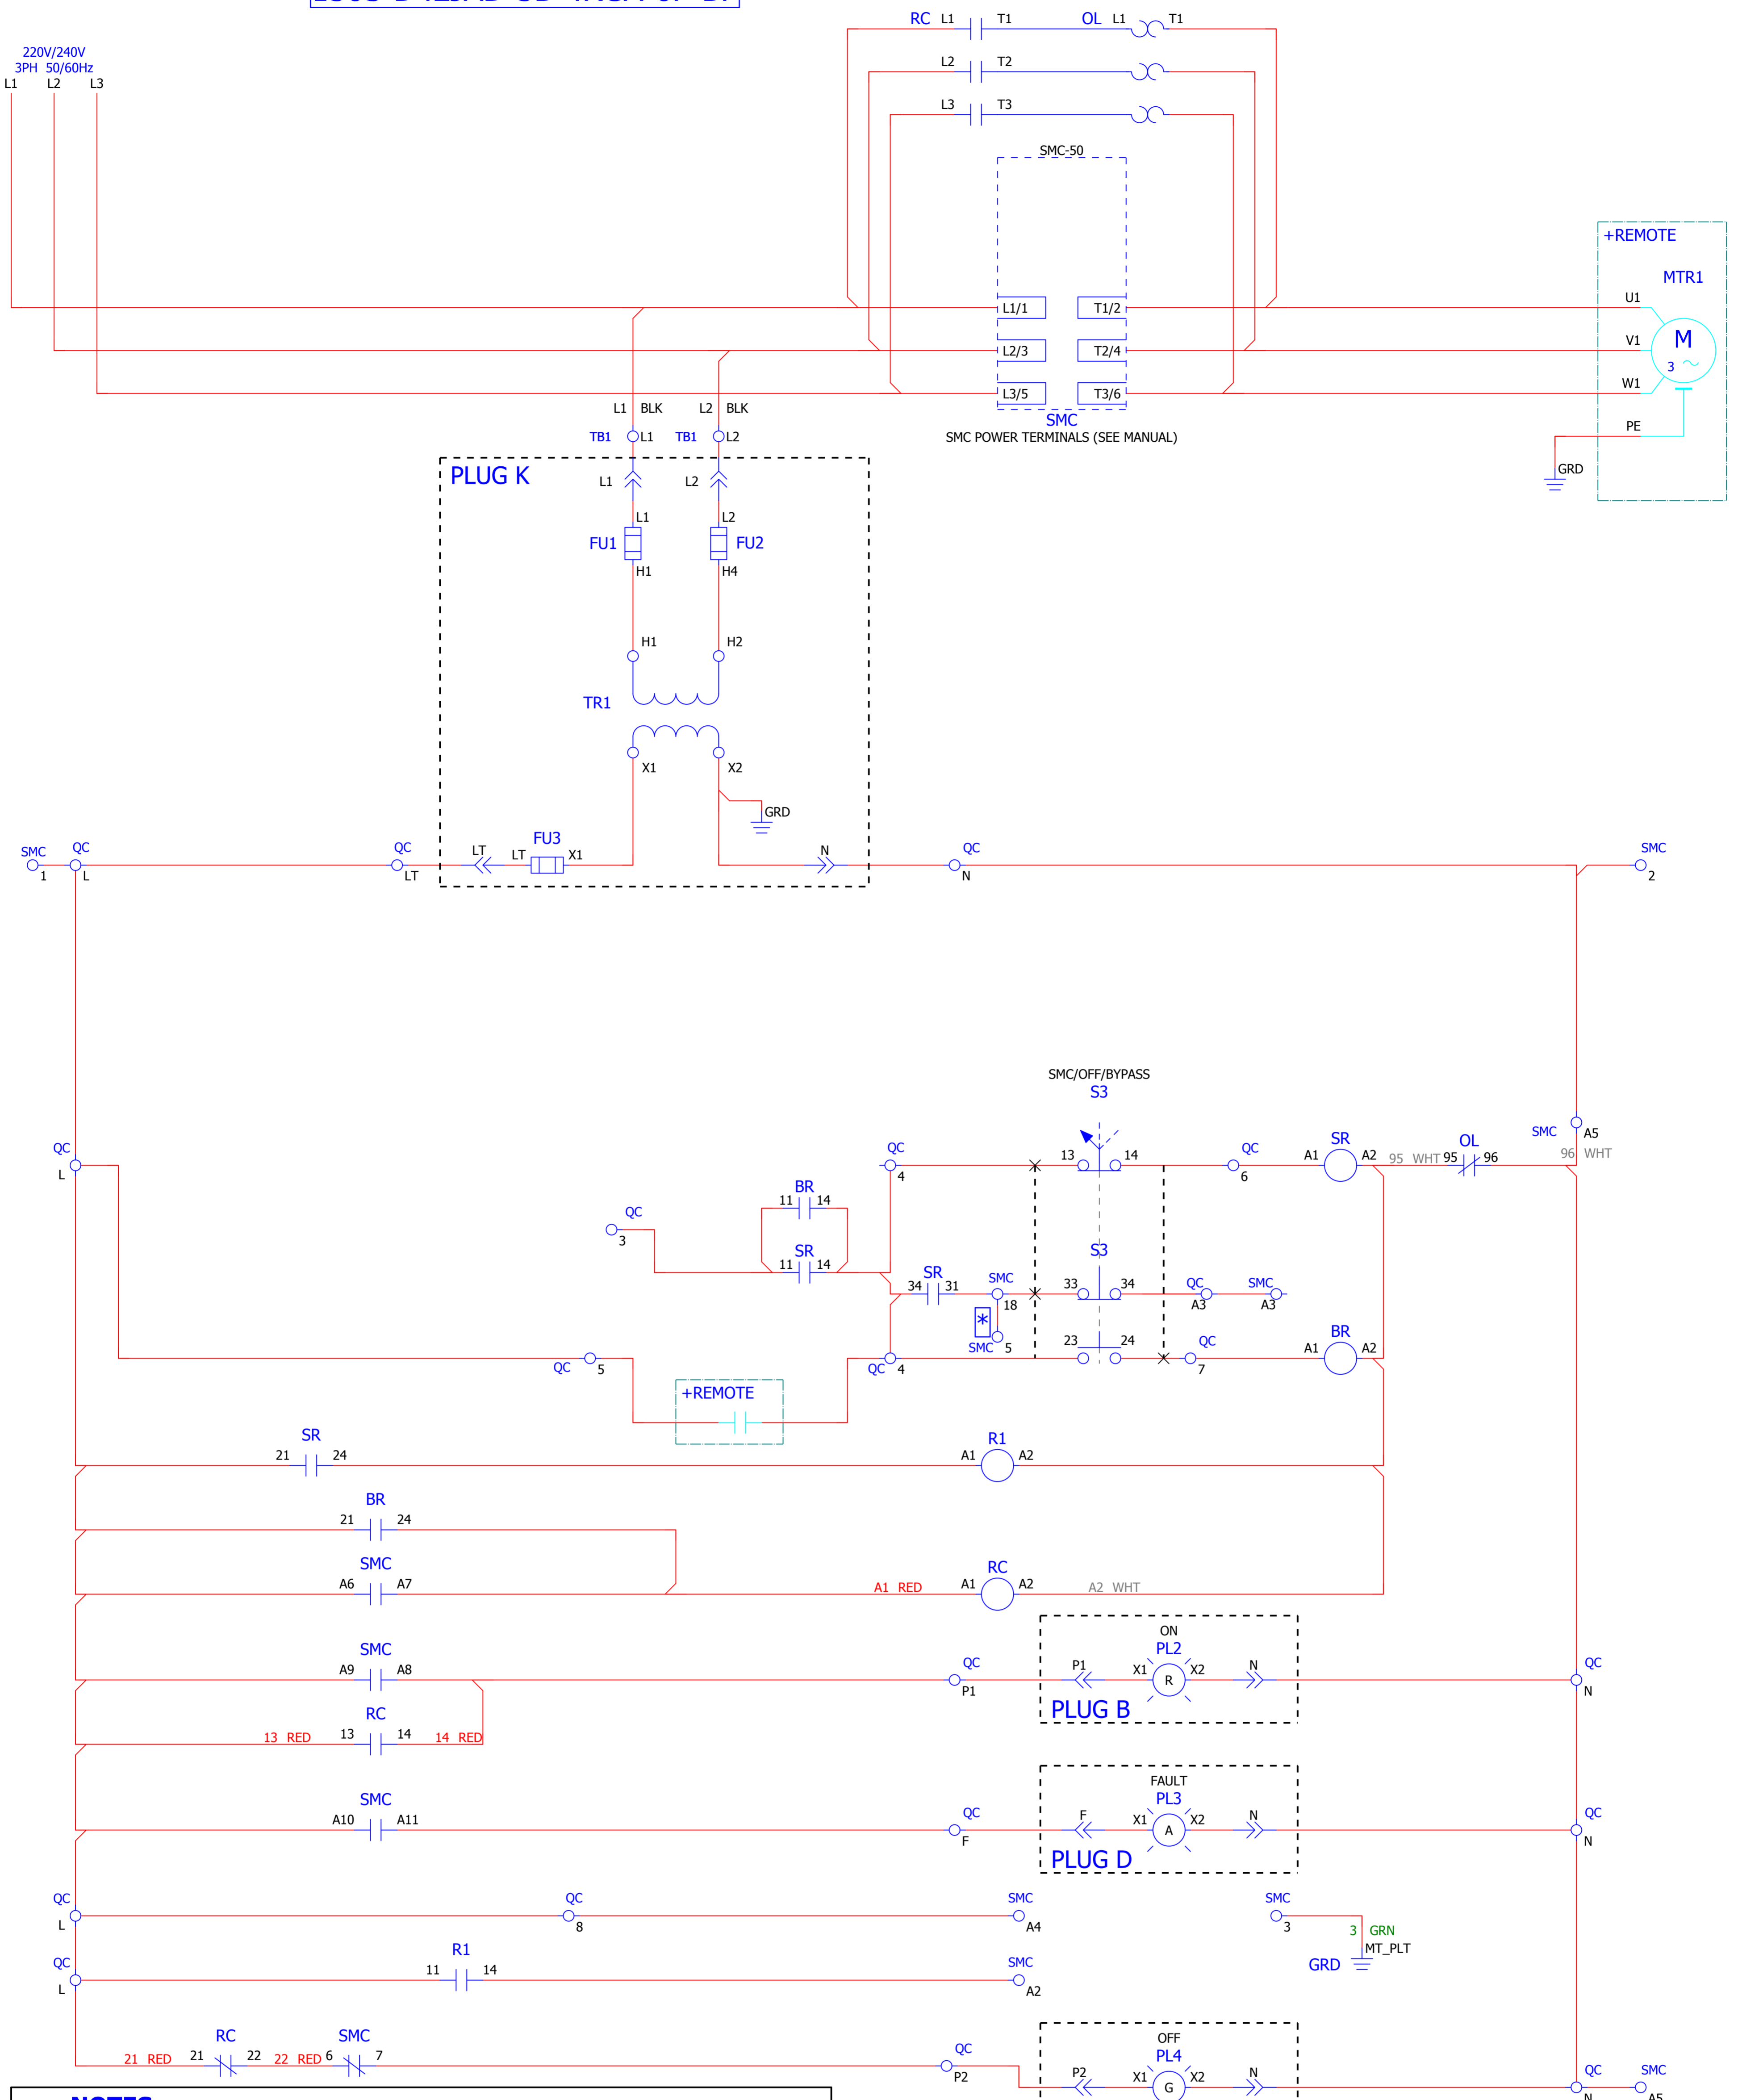 220V/240V
3PH 50/60Hz
L1 L2 L3
RC L1 T1 OL L1 T1
L2 T2
L3 T3
SMC-50
L1/1 T1/2
L2/3 T2/4
L3/5 T3/6
SMC
SMC POWER TERMINALS (SEE MANUAL)
+REMOTE
MTR1
U1
V1
W1
M
3
PE
GRD
L1 BLK L2 BLK
TB1 L1 TB1 L2
PLUG K
L1 L2
L1 L2
FU1 FU2
H1 H4
H1 H2
TR1
X1 X2
GRD
SMC QC QC LT LT FU3 X1 N QC SMC
1 L LT N 2
SMC/OFF/BYPASS
S3
QC QC 13 14 QC A1 SR A2 95 WHT 95 OL 96 SMC A5
L 4 6 96 WHT
BR
11 14
QC
3
SR
11 14
SR
34 31
SMC
18
S3
33 34
QC
A3
SMC
A3
*
SMC 5
23 24
QC
7
BR
A1 A2
QC 5
QC 4
+REMOTE
SR
21 24
R1
A1 A2
BR
21 24
SMC
A6 A7
A1 RED
RC
A1 A2
A2 WHT
SMC
A9 A8
QC
P1
ON
PL2
P1 X1 R X2 N
PLUG B
QC
N
RC
13 RED 13 14 14 RED
SMC
A10 A11
QC
F
FAULT
PL3
F X1 A X2 N
PLUG D
QC
N
QC QC SMC SMC
L 8 A4 3
3 GRN
MT_PLT
GRD
QC R1 SMC
L 11 14 A2
RC SMC
21 RED 21 22 22 RED 6 7
QC
P2
OFF
PL4
P2 X1 G X2 N
QC SMC
N A5